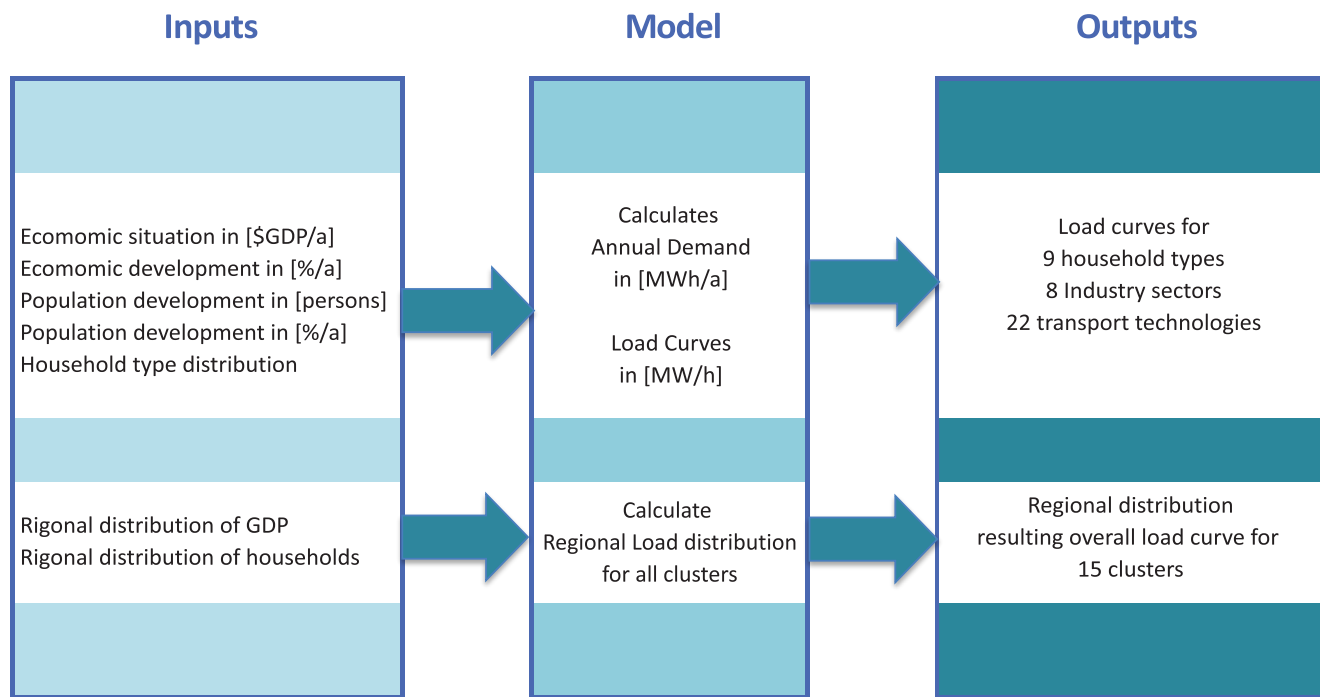 Inputs
Model
Outputs
Ecomomic situation in [$GDP/a]
Ecomomic development in [%/a]
Population development in [persons]
Population development in [%/a]
Household type distribution
Calculates
Annual Demand
in [MWh/a]
Load Curves
in [MW/h]
Load curves for
9 household types
8 Industry sectors
22 transport technologies
Rigonal distribution of GDP
Rigonal distribution of households
Calculate
Regional Load distribution
for all clusters
Regional distribution
resulting overall load curve for
15 clusters